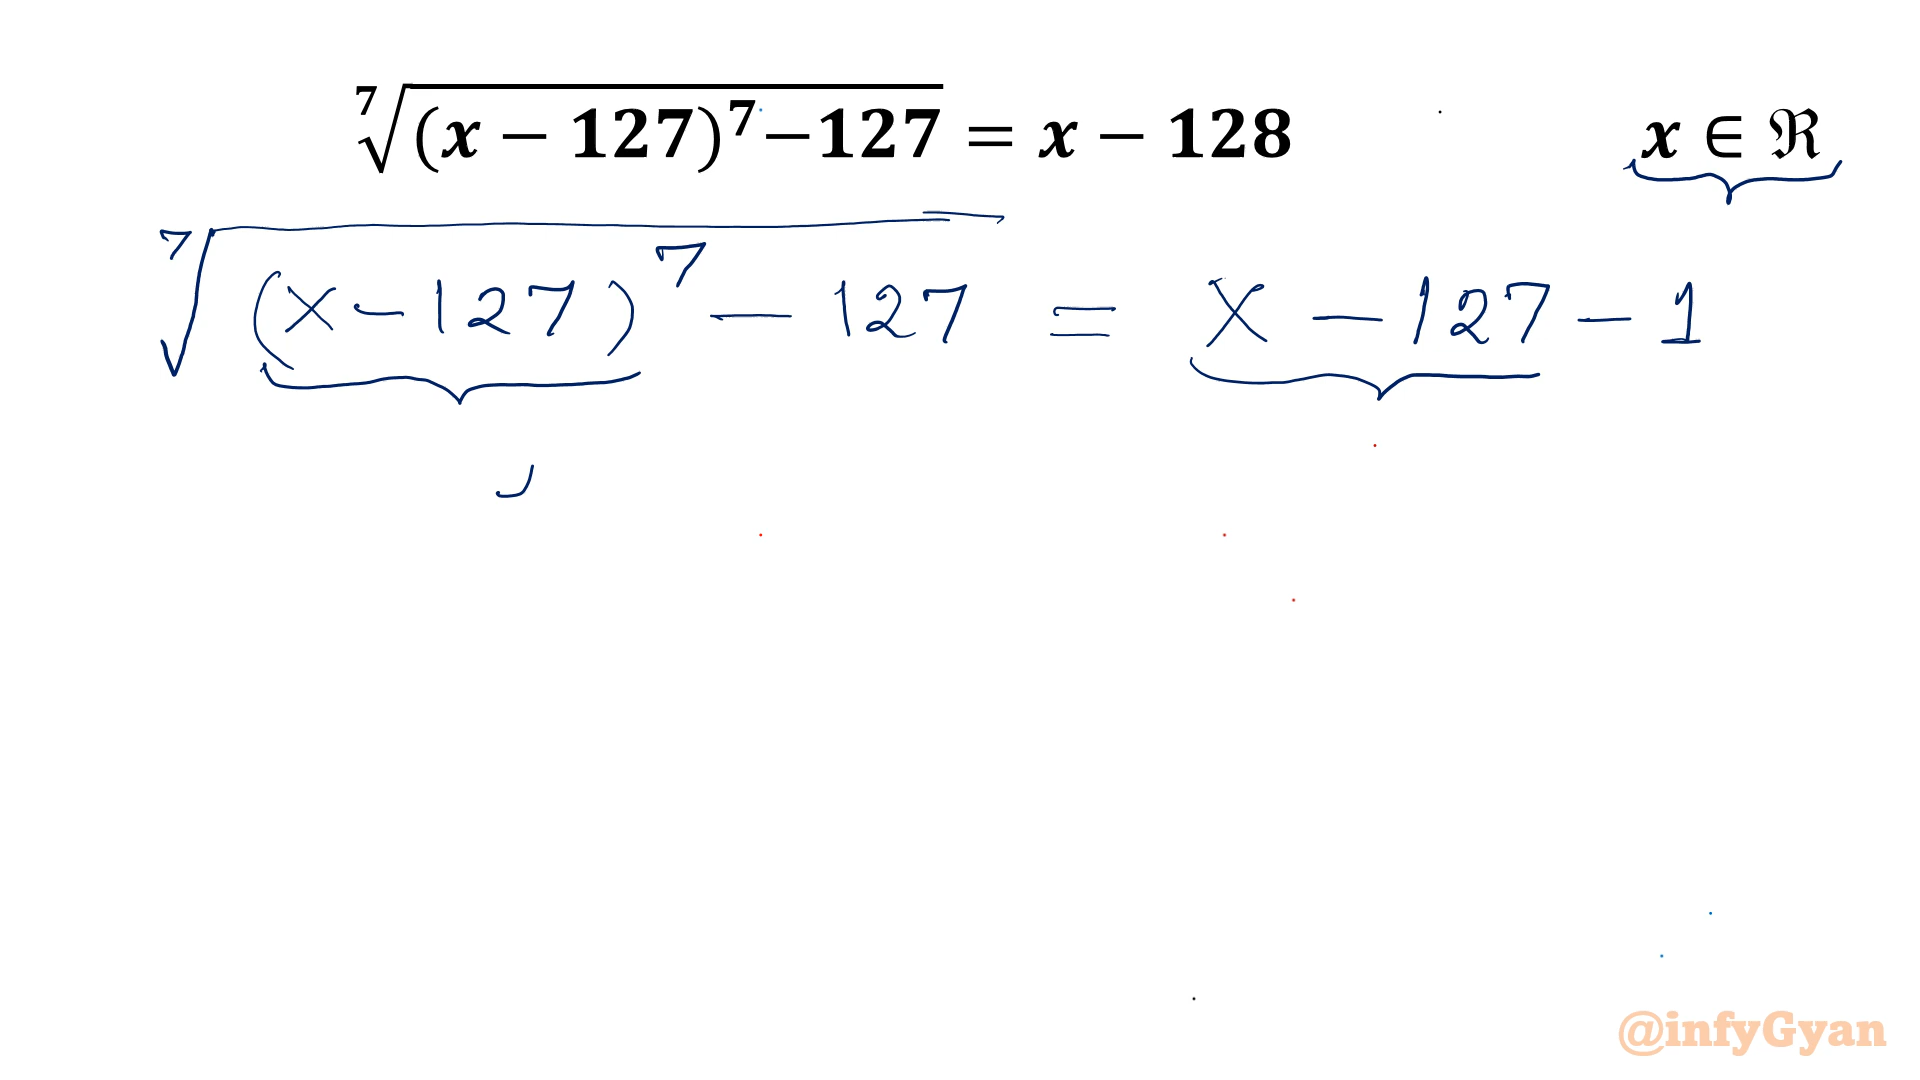 ⁷√((x − 127)⁷ − 127) = x − 128 x ∈ ℜ
⁷√((x − 127)⁷ − 127) = x − 127 − 1
@infyGyan